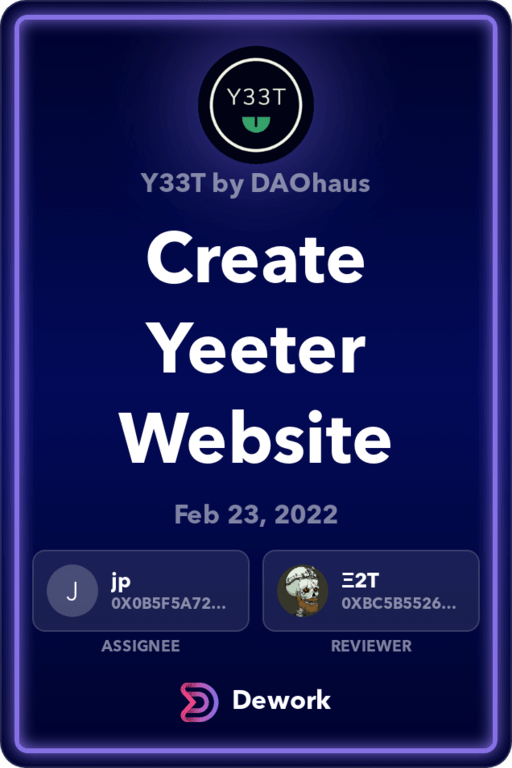 Y33T
Y33T by DAOhaus
Create
Yeeter
Website
Feb 23, 2022
J
jp
0X0B5F5A72...
Ξ2T
0XBC5B5526...
ASSIGNEE
REVIEWER
Dework